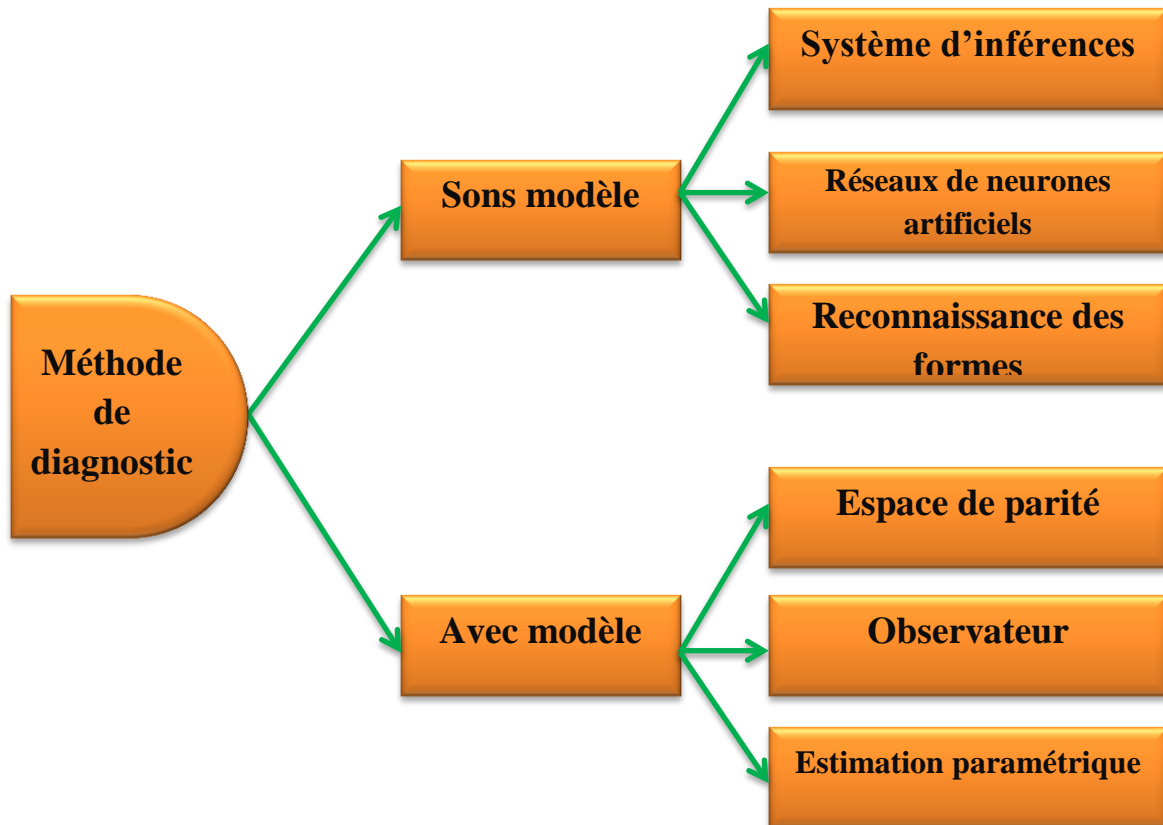 Système d’inférences
Sons modèle
Réseaux de neurones
artificiels
Reconnaissance des
formes
Méthode
de
diagnostic
Espace de parité
Avec modèle
Observateur
Estimation paramétrique